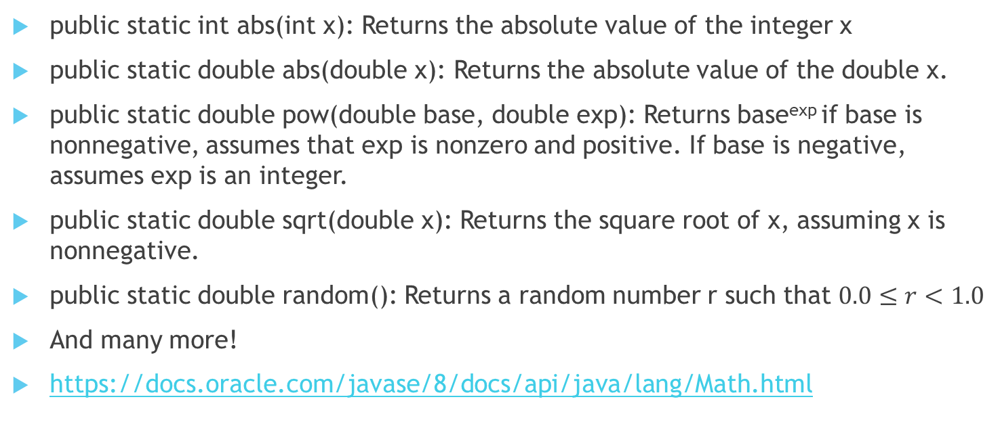 public static int abs(int x): Returns the absolute value of the integer x
public static double abs(double x): Returns the absolute value of the double x.
public static double pow(double base, double exp): Returns base^exp if base is
nonnegative, assumes that exp is nonzero and positive. If base is negative,
assumes exp is an integer.
public static double sqrt(double x): Returns the square root of x, assuming x is
nonnegative.
public static double random(): Returns a random number r such that 0.0 ≤ r < 1.0
And many more!
https://docs.oracle.com/javase/8/docs/api/java/lang/Math.html